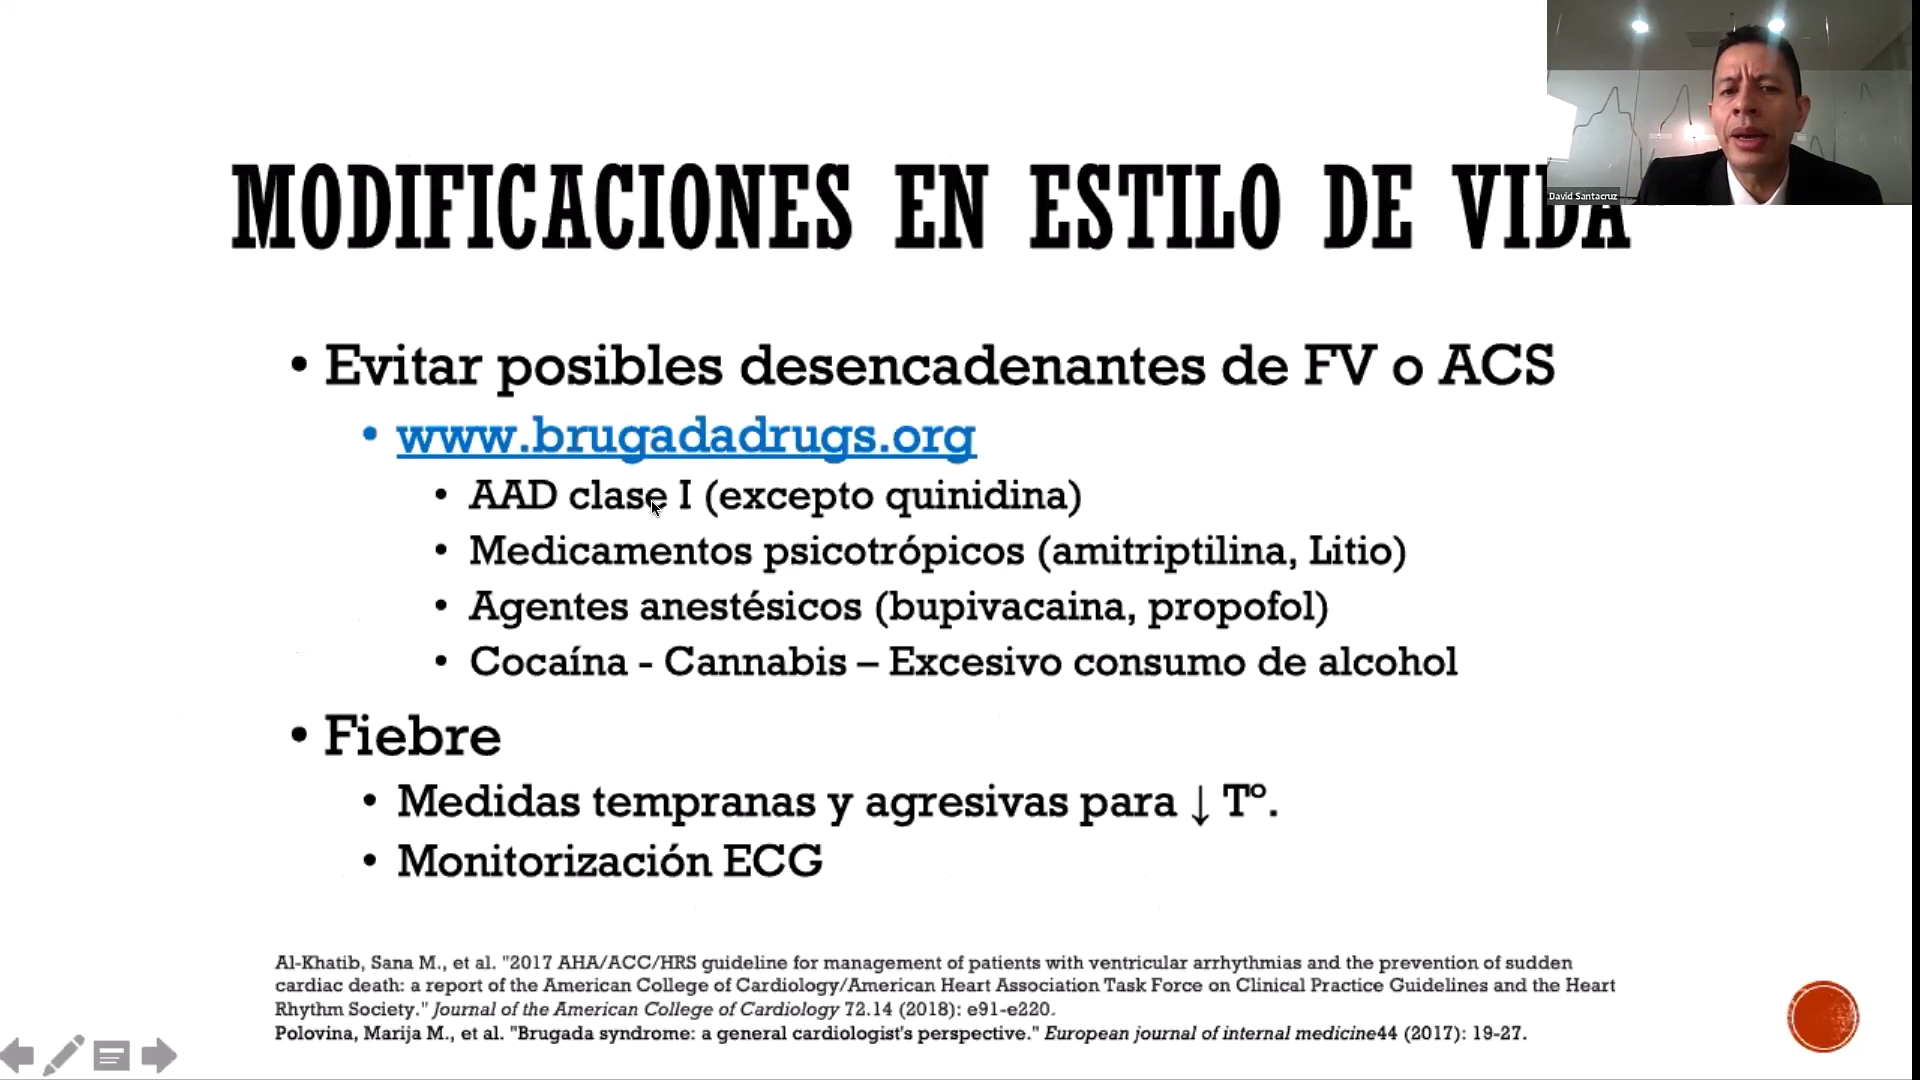 MODIFICACIONES EN ESTILO DE VIDA
David Santacruz
• Evitar posibles desencadenantes de FV o ACS
• www.brugadadrugs.org
• AAD clase I (excepto quinidina)
• Medicamentos psicotrópicos (amitriptilina, Litio)
• Agentes anestésicos (bupivacaina, propofol)
• Cocaína - Cannabis – Excesivo consumo de alcohol
• Fiebre
• Medidas tempranas y agresivas para ↓ Tº.
• Monitorización ECG
Al-Khatib, Sana M., et al. "2017 AHA/ACC/HRS guideline for management of patients with ventricular arrhythmias and the prevention of sudden
cardiac death: a report of the American College of Cardiology/American Heart Association Task Force on Clinical Practice Guidelines and the Heart
Rhythm Society." Journal of the American College of Cardiology 72.14 (2018): e91-e220.
Polovina, Marija M., et al. "Brugada syndrome: a general cardiologist's perspective." European journal of internal medicine44 (2017): 19-27.